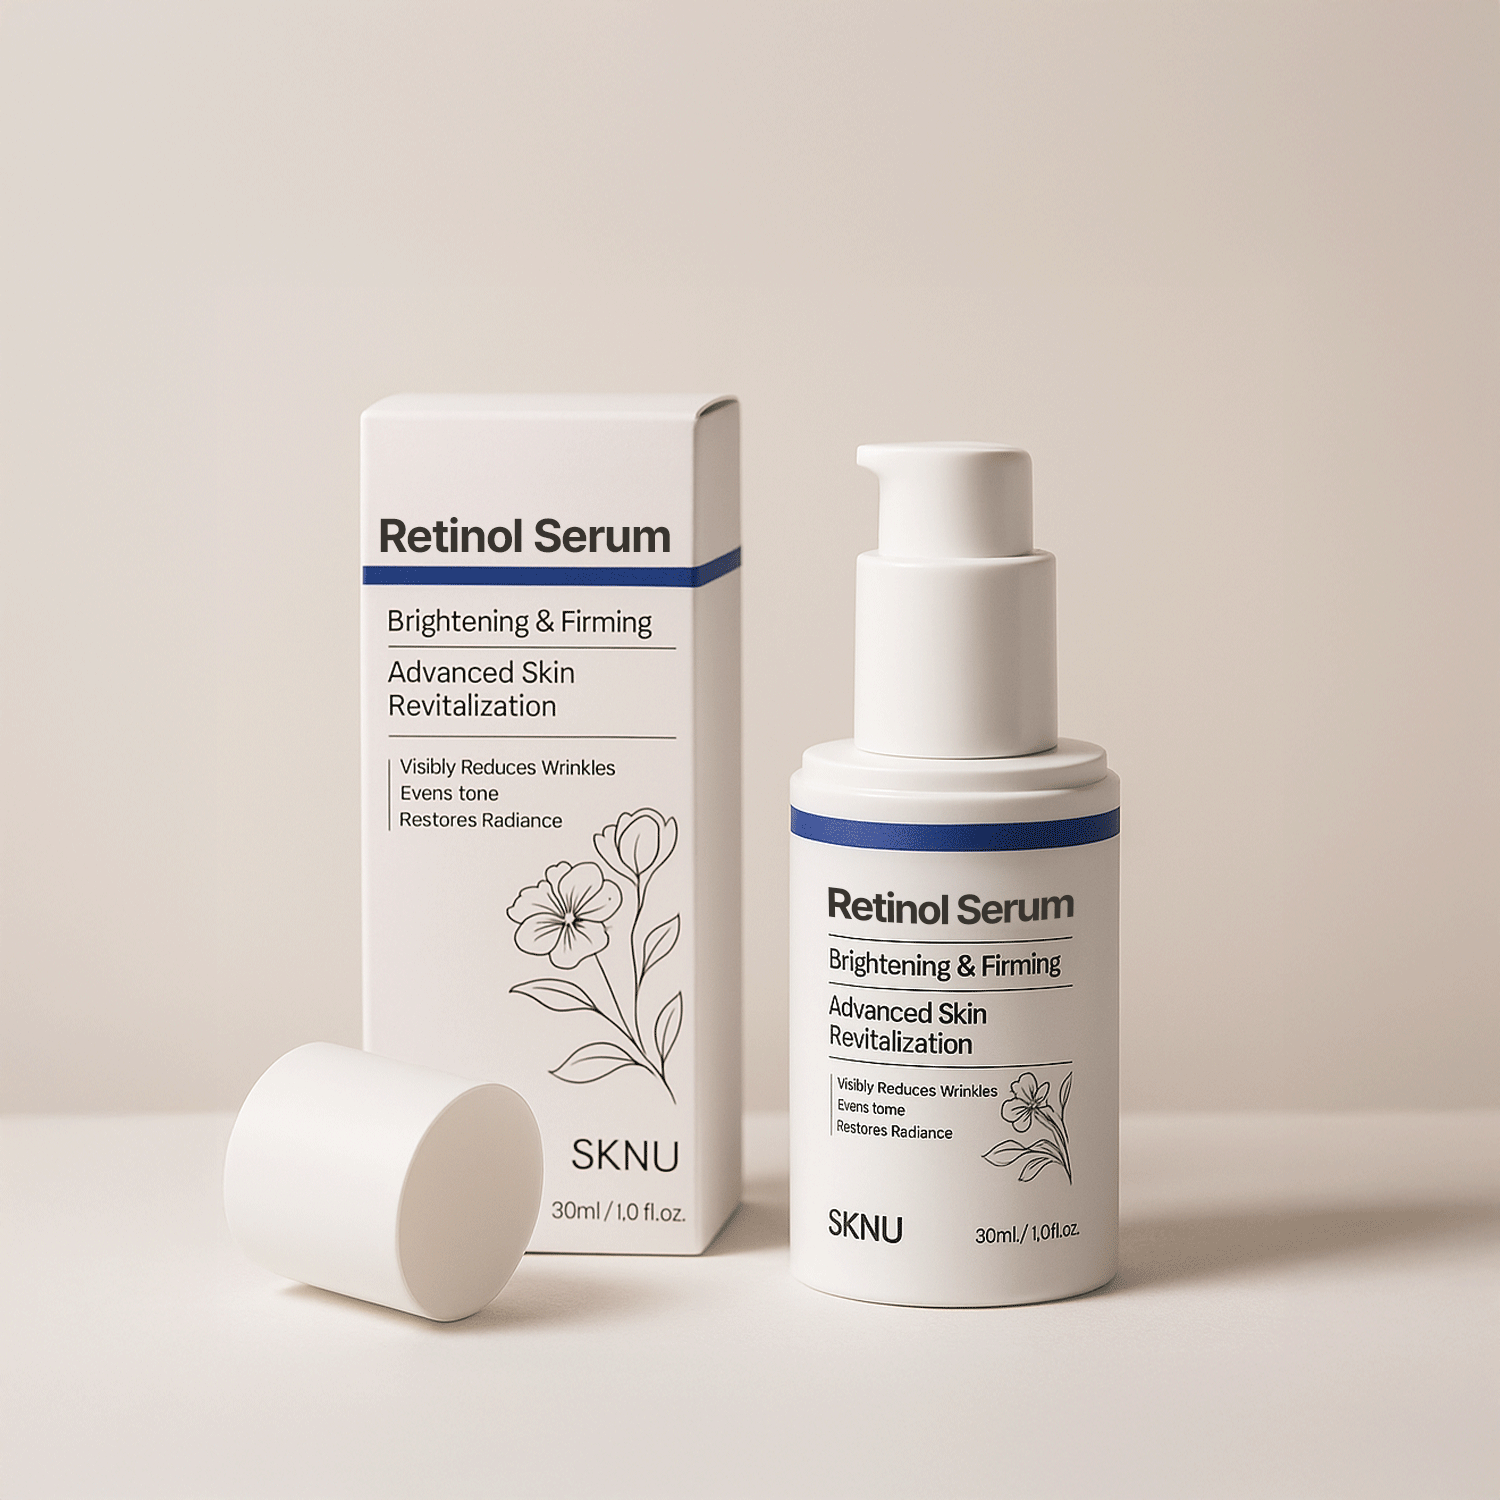 Retinol Serum
Brightening & Firming
Advanced Skin
Revitalization
Visibly Reduces Wrinkles
Evens tone
Restores Radiance
SKNU
30ml / 1,0 fl.oz.
Retinol Serum
Brightening & Firming
Advanced Skin
Revitalization
Visibly Reduces Wrinkles
Evens tome
Restores Radiance
SKNU
30ml./ 1,0fl.oz.